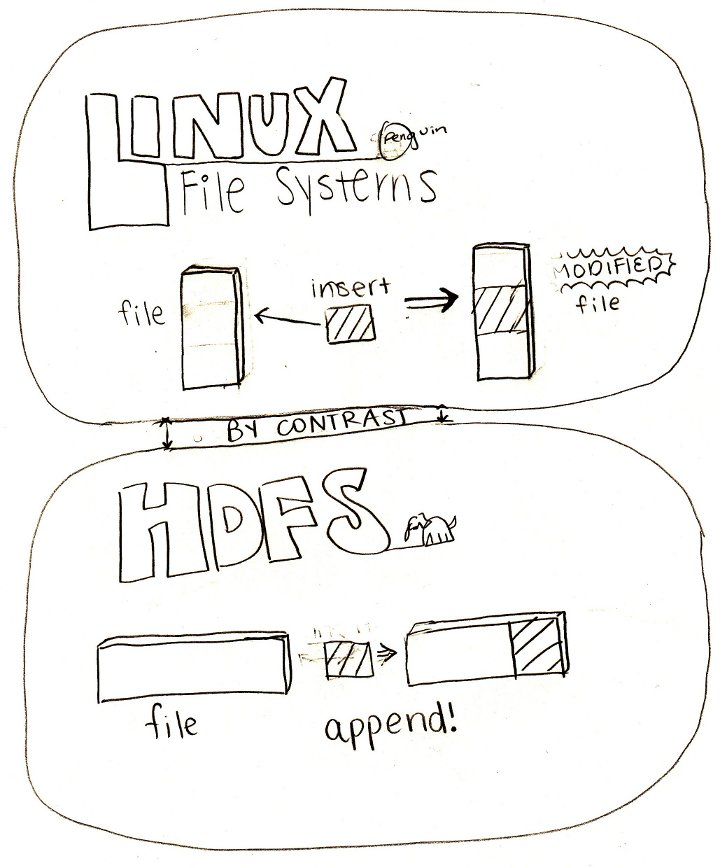 LINUX
Penguin
File Systems
insert
MODIFIED
file
file
BY CONTRAST
HDFS
file
append!